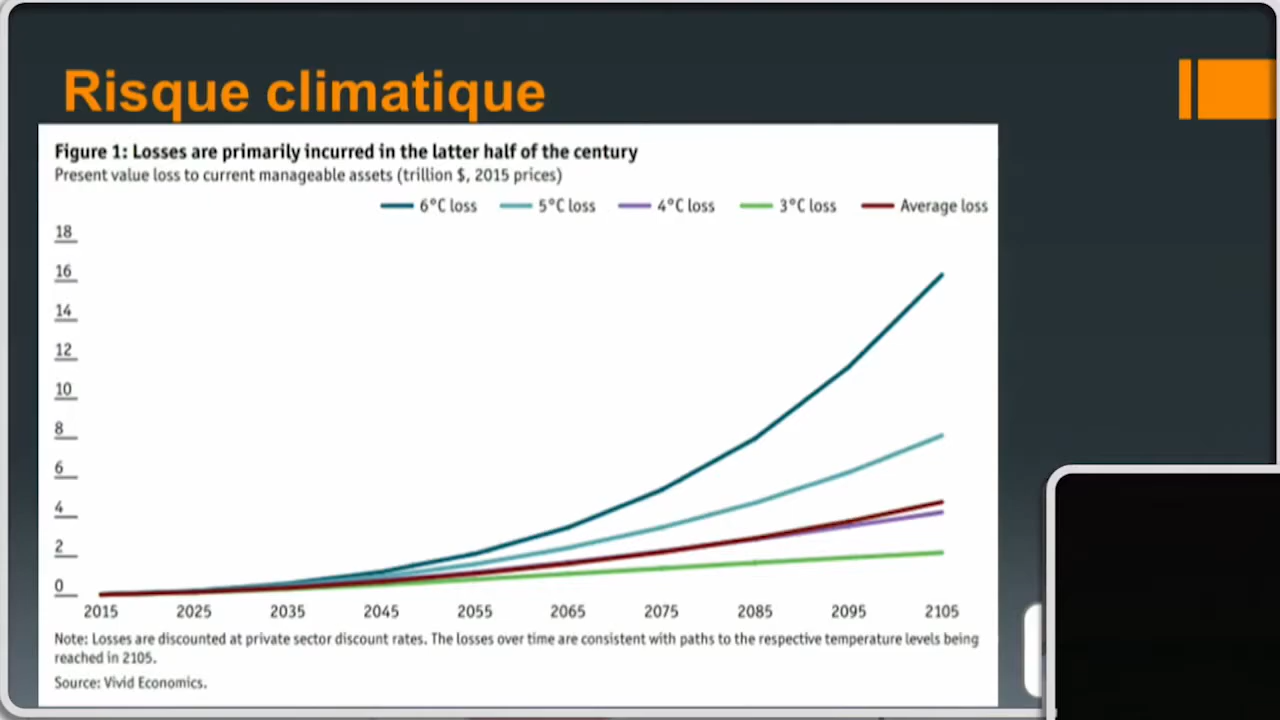 Risque climatique
Figure 1: Losses are primarily incurred in the latter half of the century
Present value loss to current manageable assets (trillion $, 2015 prices)
6°C loss 5°C loss 4°C loss 3°C loss Average loss
18
16
14
12
10
8
6
4
2
0
2015 2025 2035 2045 2055 2065 2075 2085 2095 2105
Note: Losses are discounted at private sector discount rates. The losses over time are consistent with paths to the respective temperature levels being
reached in 2105.
Source: Vivid Economics.